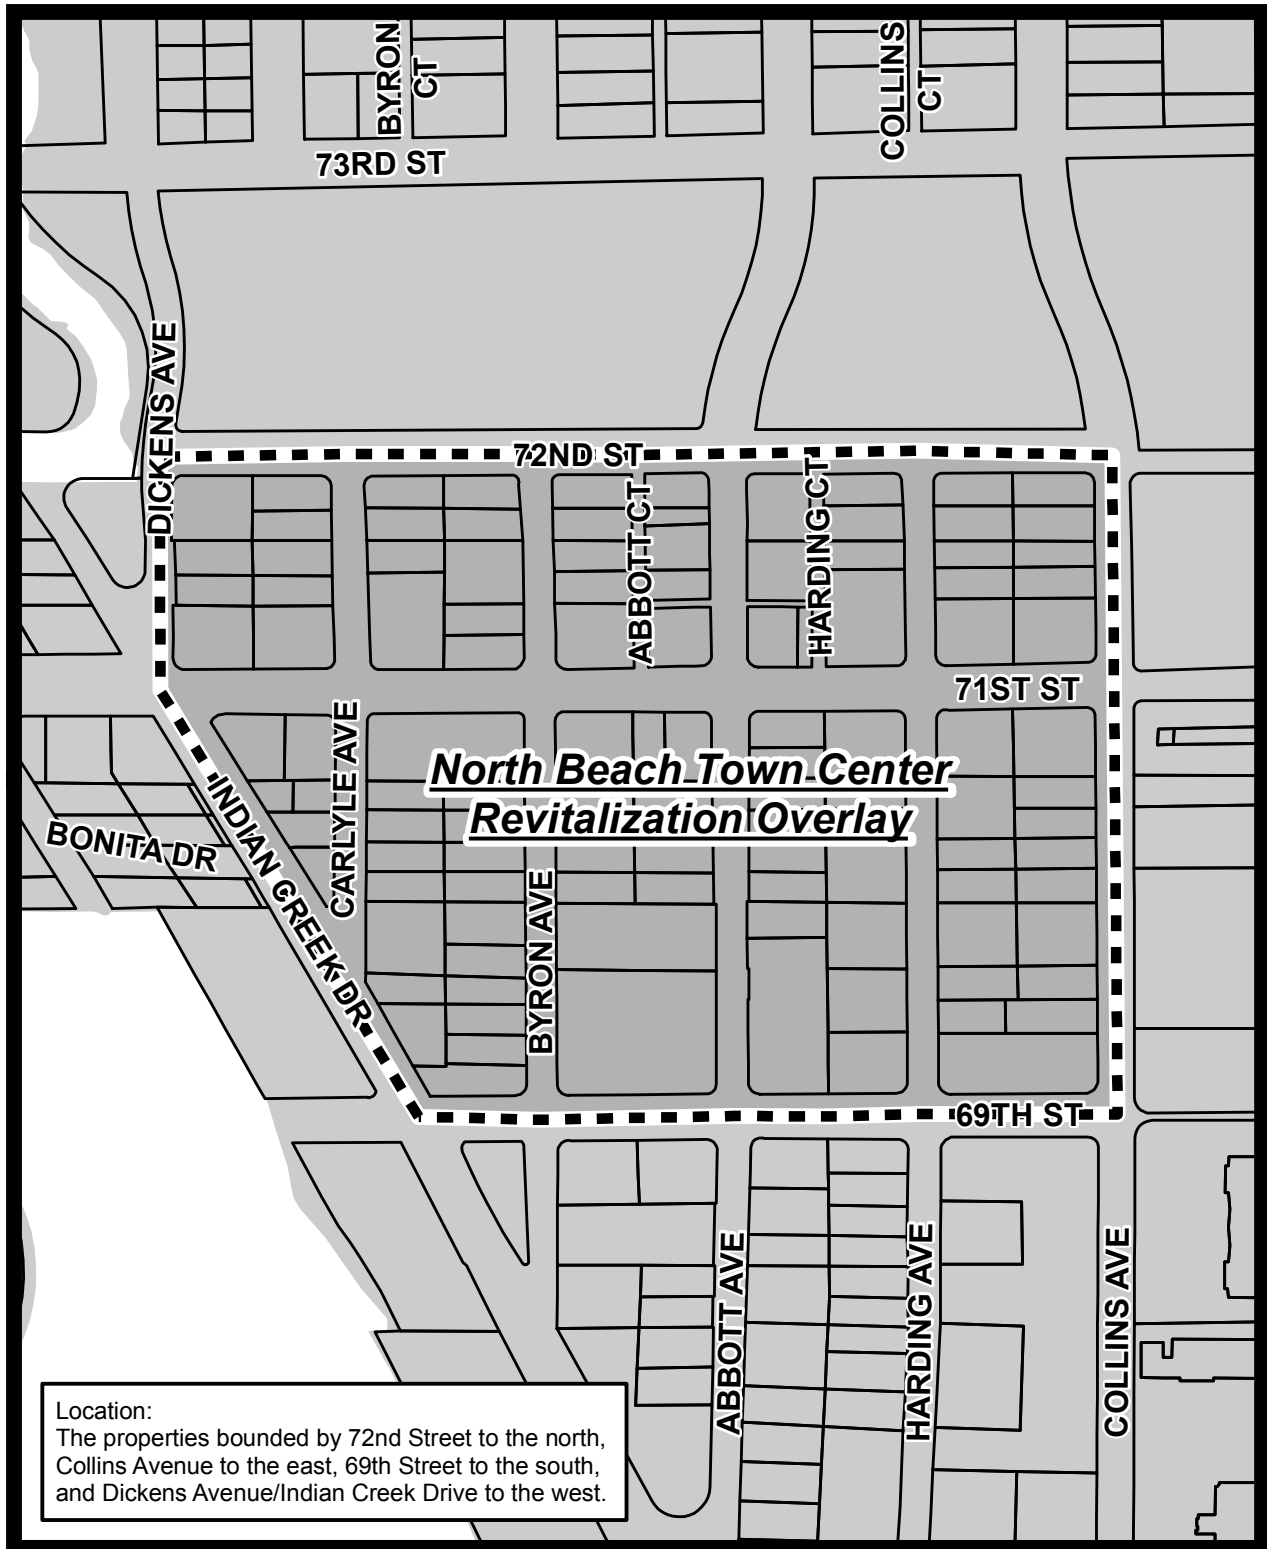 BYRON
CT
COLLINS
CT
73RD ST
DICKENS AVE
72ND ST
ABBOTT CT
HARDING CT
71ST ST
CARLYLE AVE
North Beach Town Center
Revitalization Overlay
INDIAN CREEK DR
BONITA DR
BYRON AVE
69TH ST
ABBOTT AVE
HARDING AVE
COLLINS AVE
Location:
The properties bounded by 72nd Street to the north,
Collins Avenue to the east, 69th Street to the south,
and Dickens Avenue/Indian Creek Drive to the west.